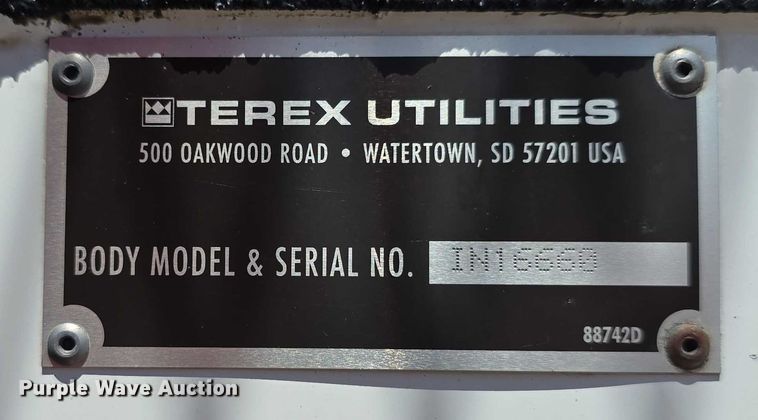 TEREX UTILITIES
500 OAKWOOD ROAD • WATERTOWN, SD 57201 USA
BODY MODEL & SERIAL NO. IN16660
88742D
Purple Wave Auction